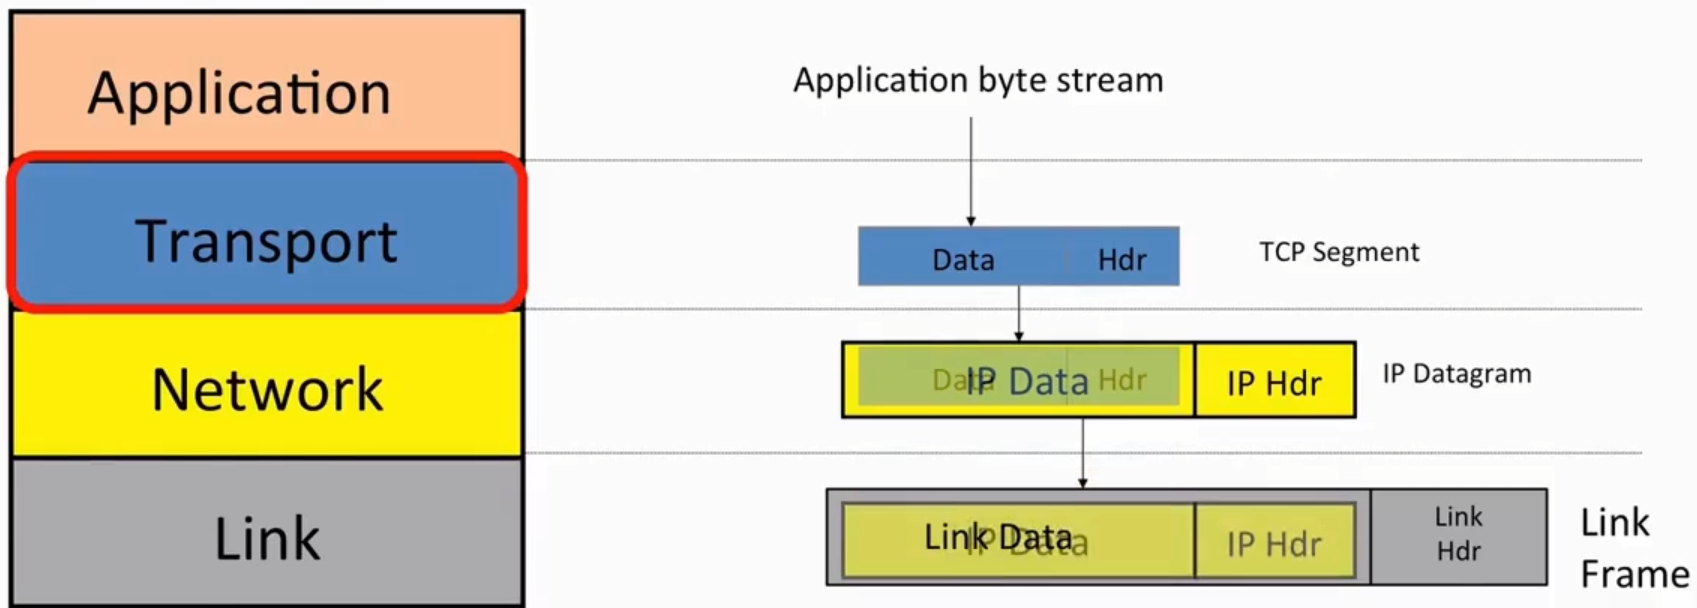 Application
Application byte stream
Transport
Data Hdr
TCP Segment
Network
Data Hdr
IP Data
IP Hdr
IP Datagram
Link
Link Data
IP Data
IP Hdr
Link
Hdr
Link
Frame